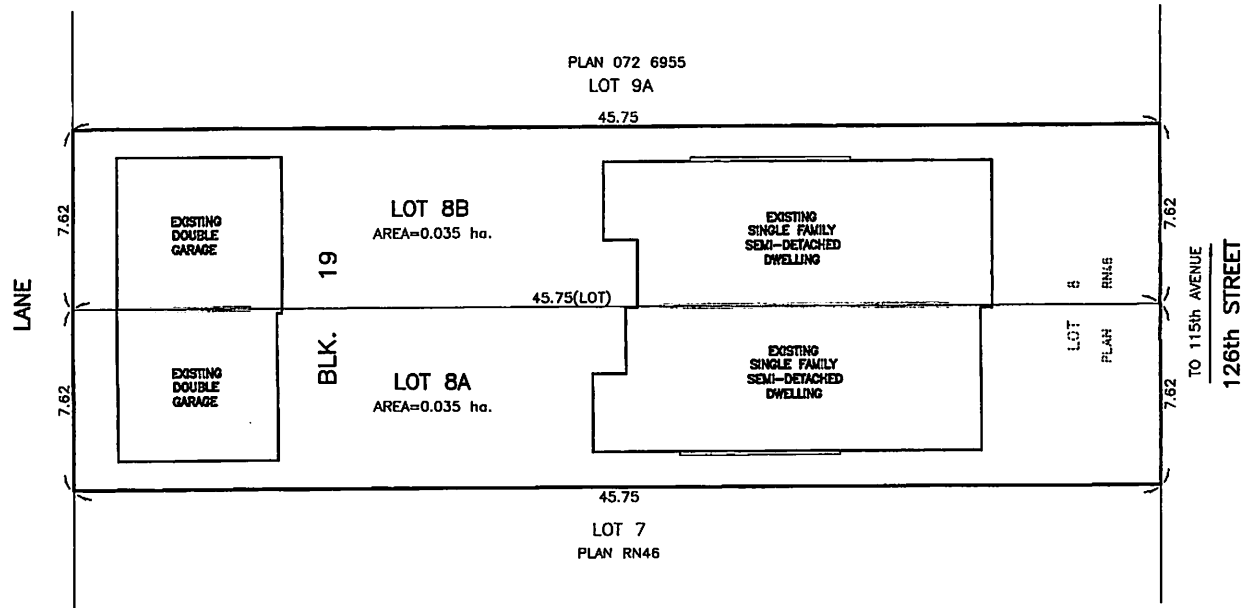 PLAN 072 6955
LOT 9A
45.75
7.62
EXISTING
DOUBLE
GARAGE
LOT 8B
AREA=0.035 ha.
EXISTING
SINGLE FAMILY
SEMI-DETACHED
DWELLING
7.62
LANE
BLK. 19
45.75(LOT)
LOT 8
PLAN RN46
TO 115th AVENUE
126th STREET
7.62
EXISTING
DOUBLE
GARAGE
LOT 8A
AREA=0.035 ha.
EXISTING
SINGLE FAMILY
SEMI-DETACHED
DWELLING
7.62
45.75
LOT 7
PLAN RN46